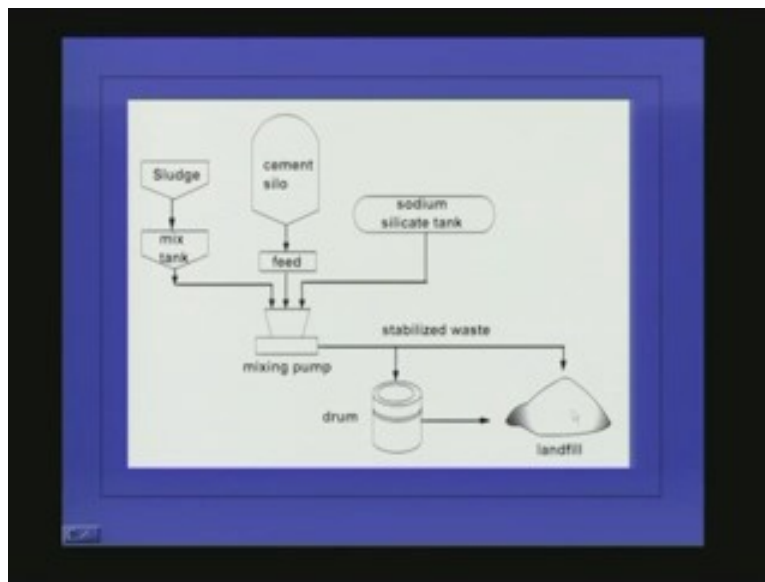 Sludge
cement
silo
sodium
silicate tank
mix
tank
feed
stabilized waste
mixing pump
drum
landfill